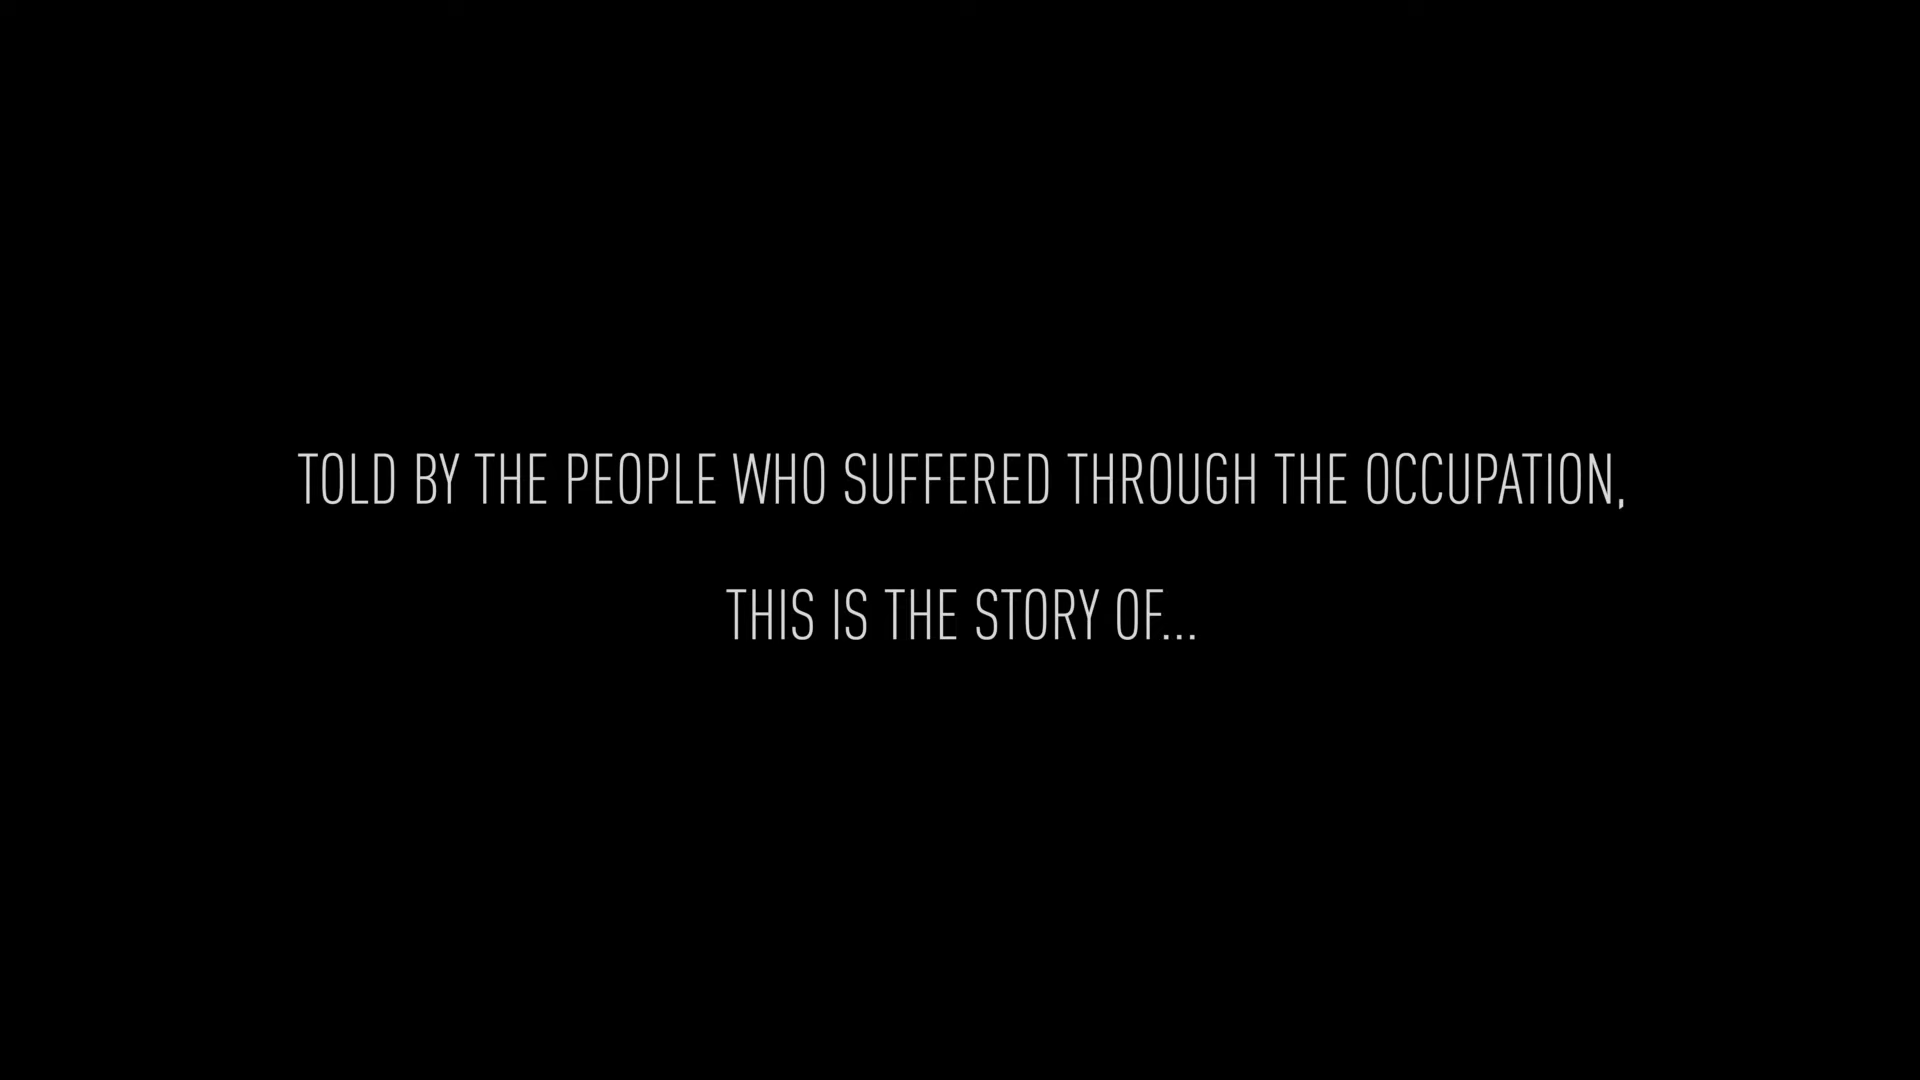 TOLD BY THE PEOPLE WHO SUFFERED THROUGH THE OCCUPATION,
THIS IS THE STORY OF...